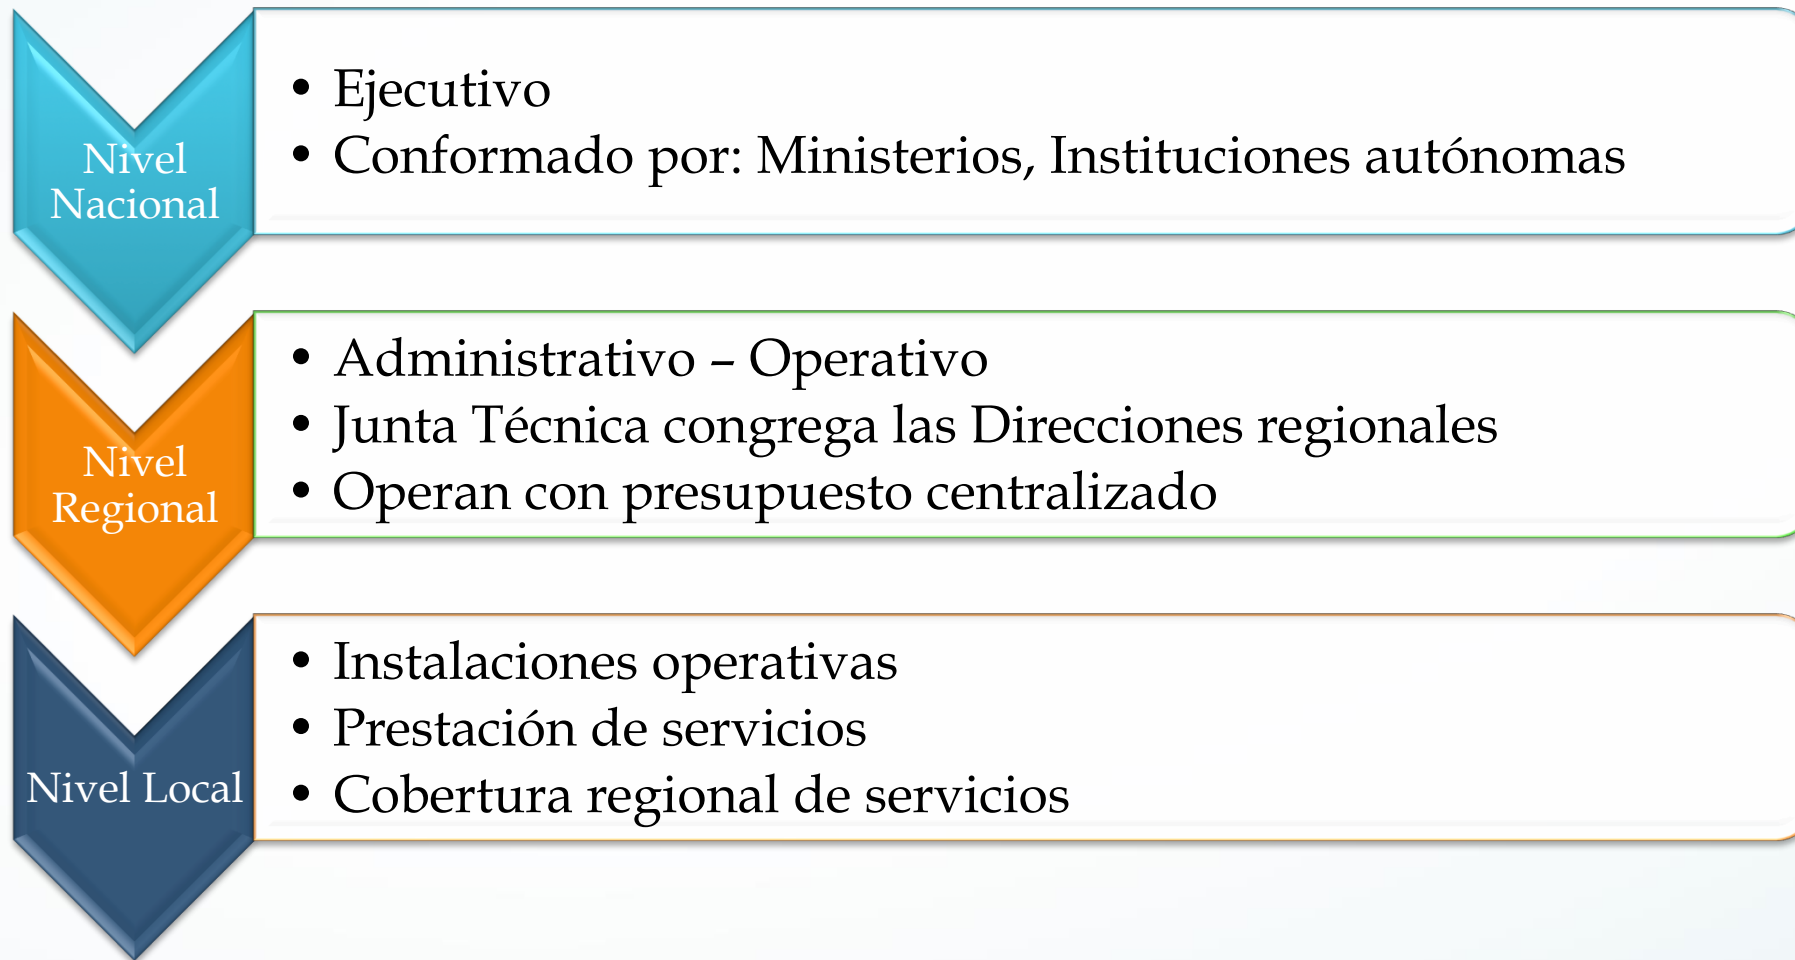 Nivel
Nacional
• Ejecutivo
• Conformado por: Ministerios, Instituciones autónomas
Nivel
Regional
• Administrativo – Operativo
• Junta Técnica congrega las Direcciones regionales
• Operan con presupuesto centralizado
Nivel Local
• Instalaciones operativas
• Prestación de servicios
• Cobertura regional de servicios